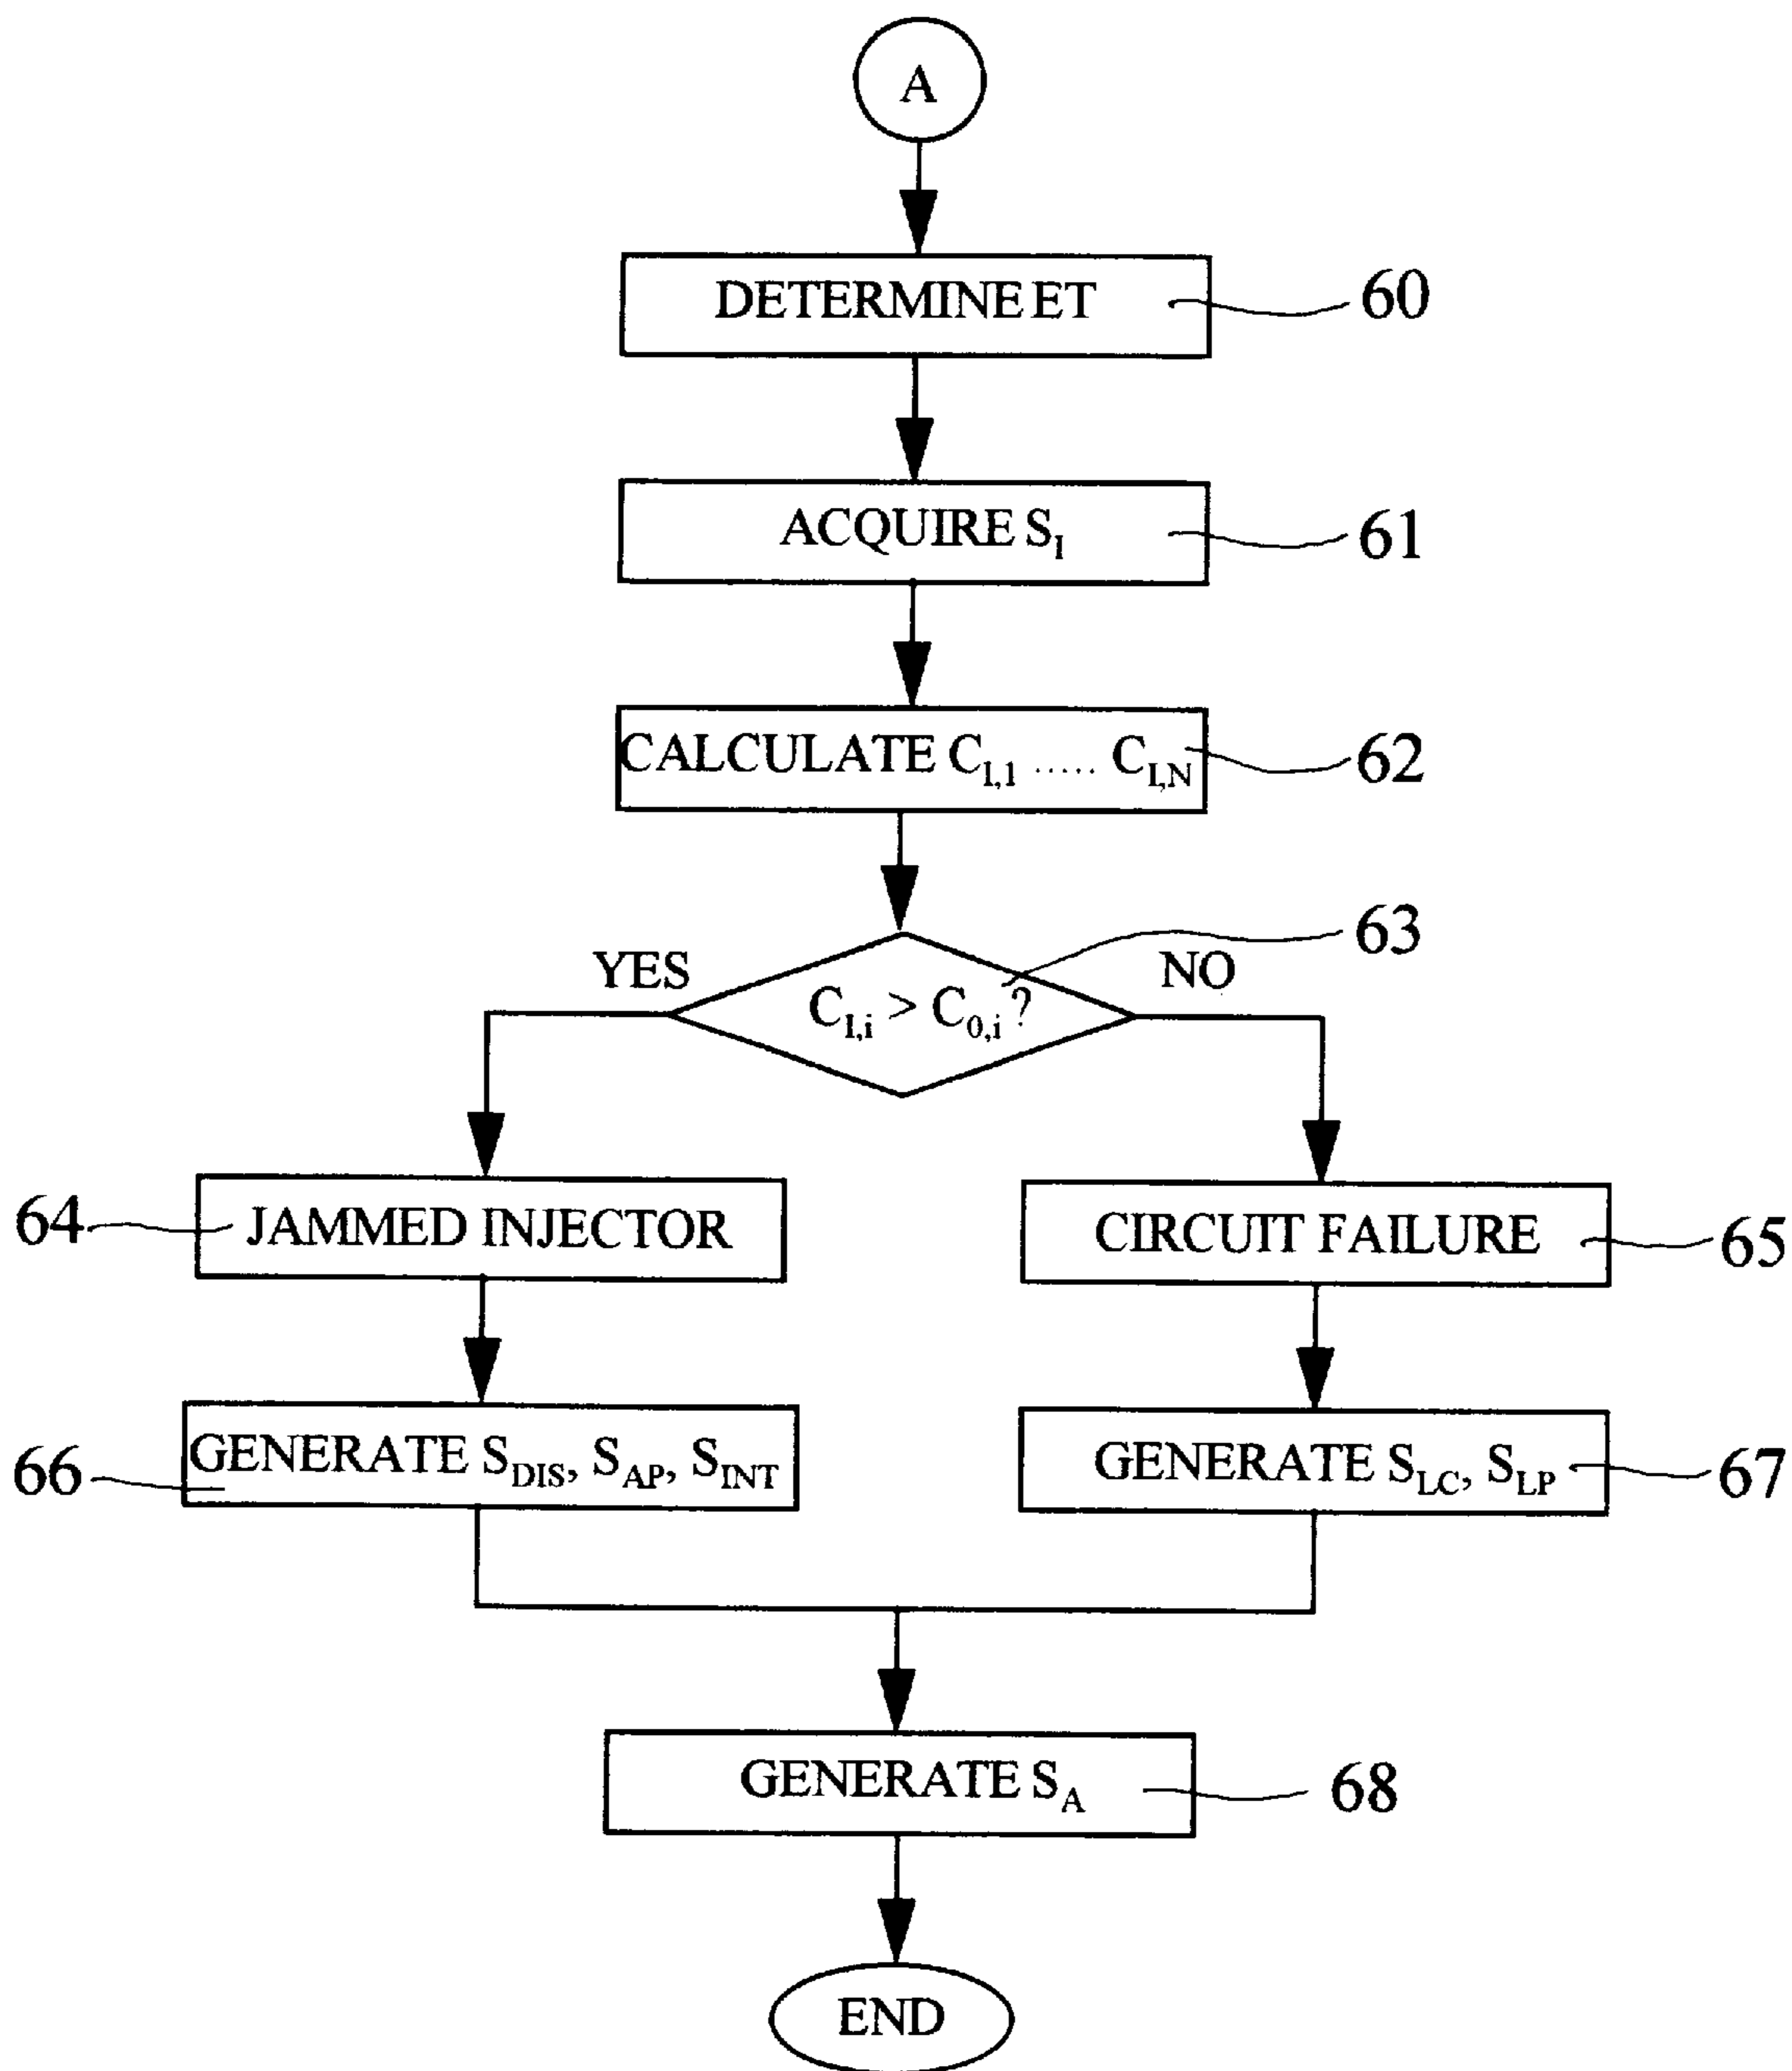 A
DETERMINE ET
60
ACQUIRE S_I
61
CALCULATE C_I,1 ..... C_I,N
62
63
YES
NO
C_I,i > C_0,i ?
64
JAMMED INJECTOR
CIRCUIT FAILURE
65
66
GENERATE S_DIS, S_AP, S_INT
GENERATE S_LC, S_LP
67
GENERATE S_A
68
END